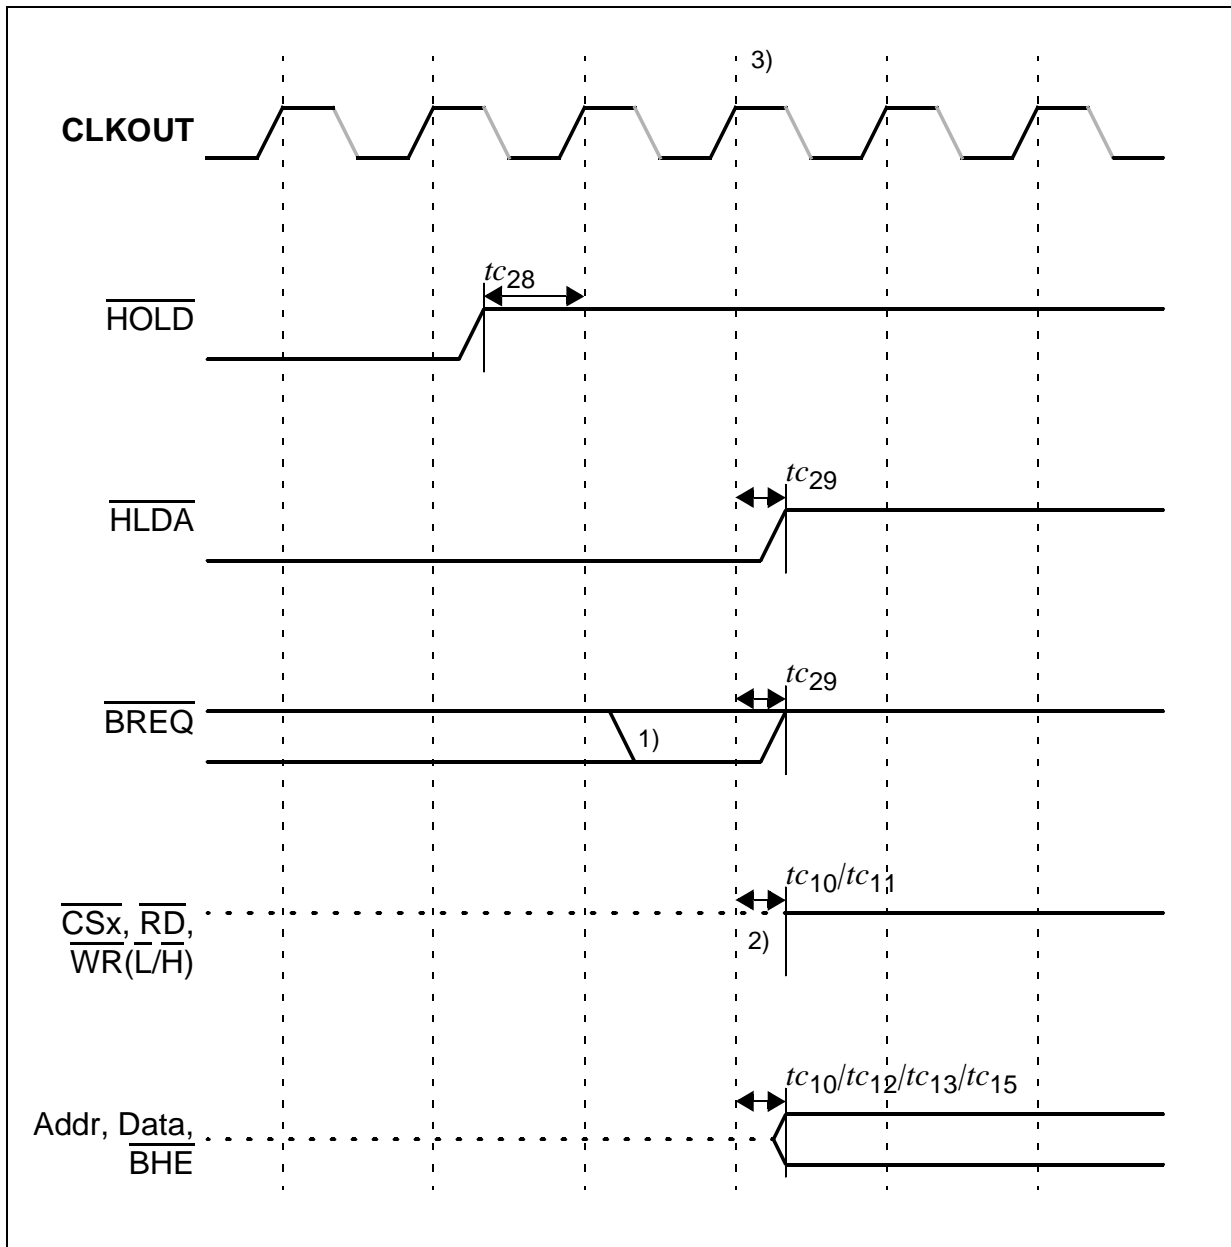 3)
CLKOUT
tc28
HOLD
tc29
HLDA
tc29
BREQ
1)
tc10/tc11
CSx, RD,
WR(L/H)
2)
tc10/tc12/tc13/tc15
Addr, Data,
BHE